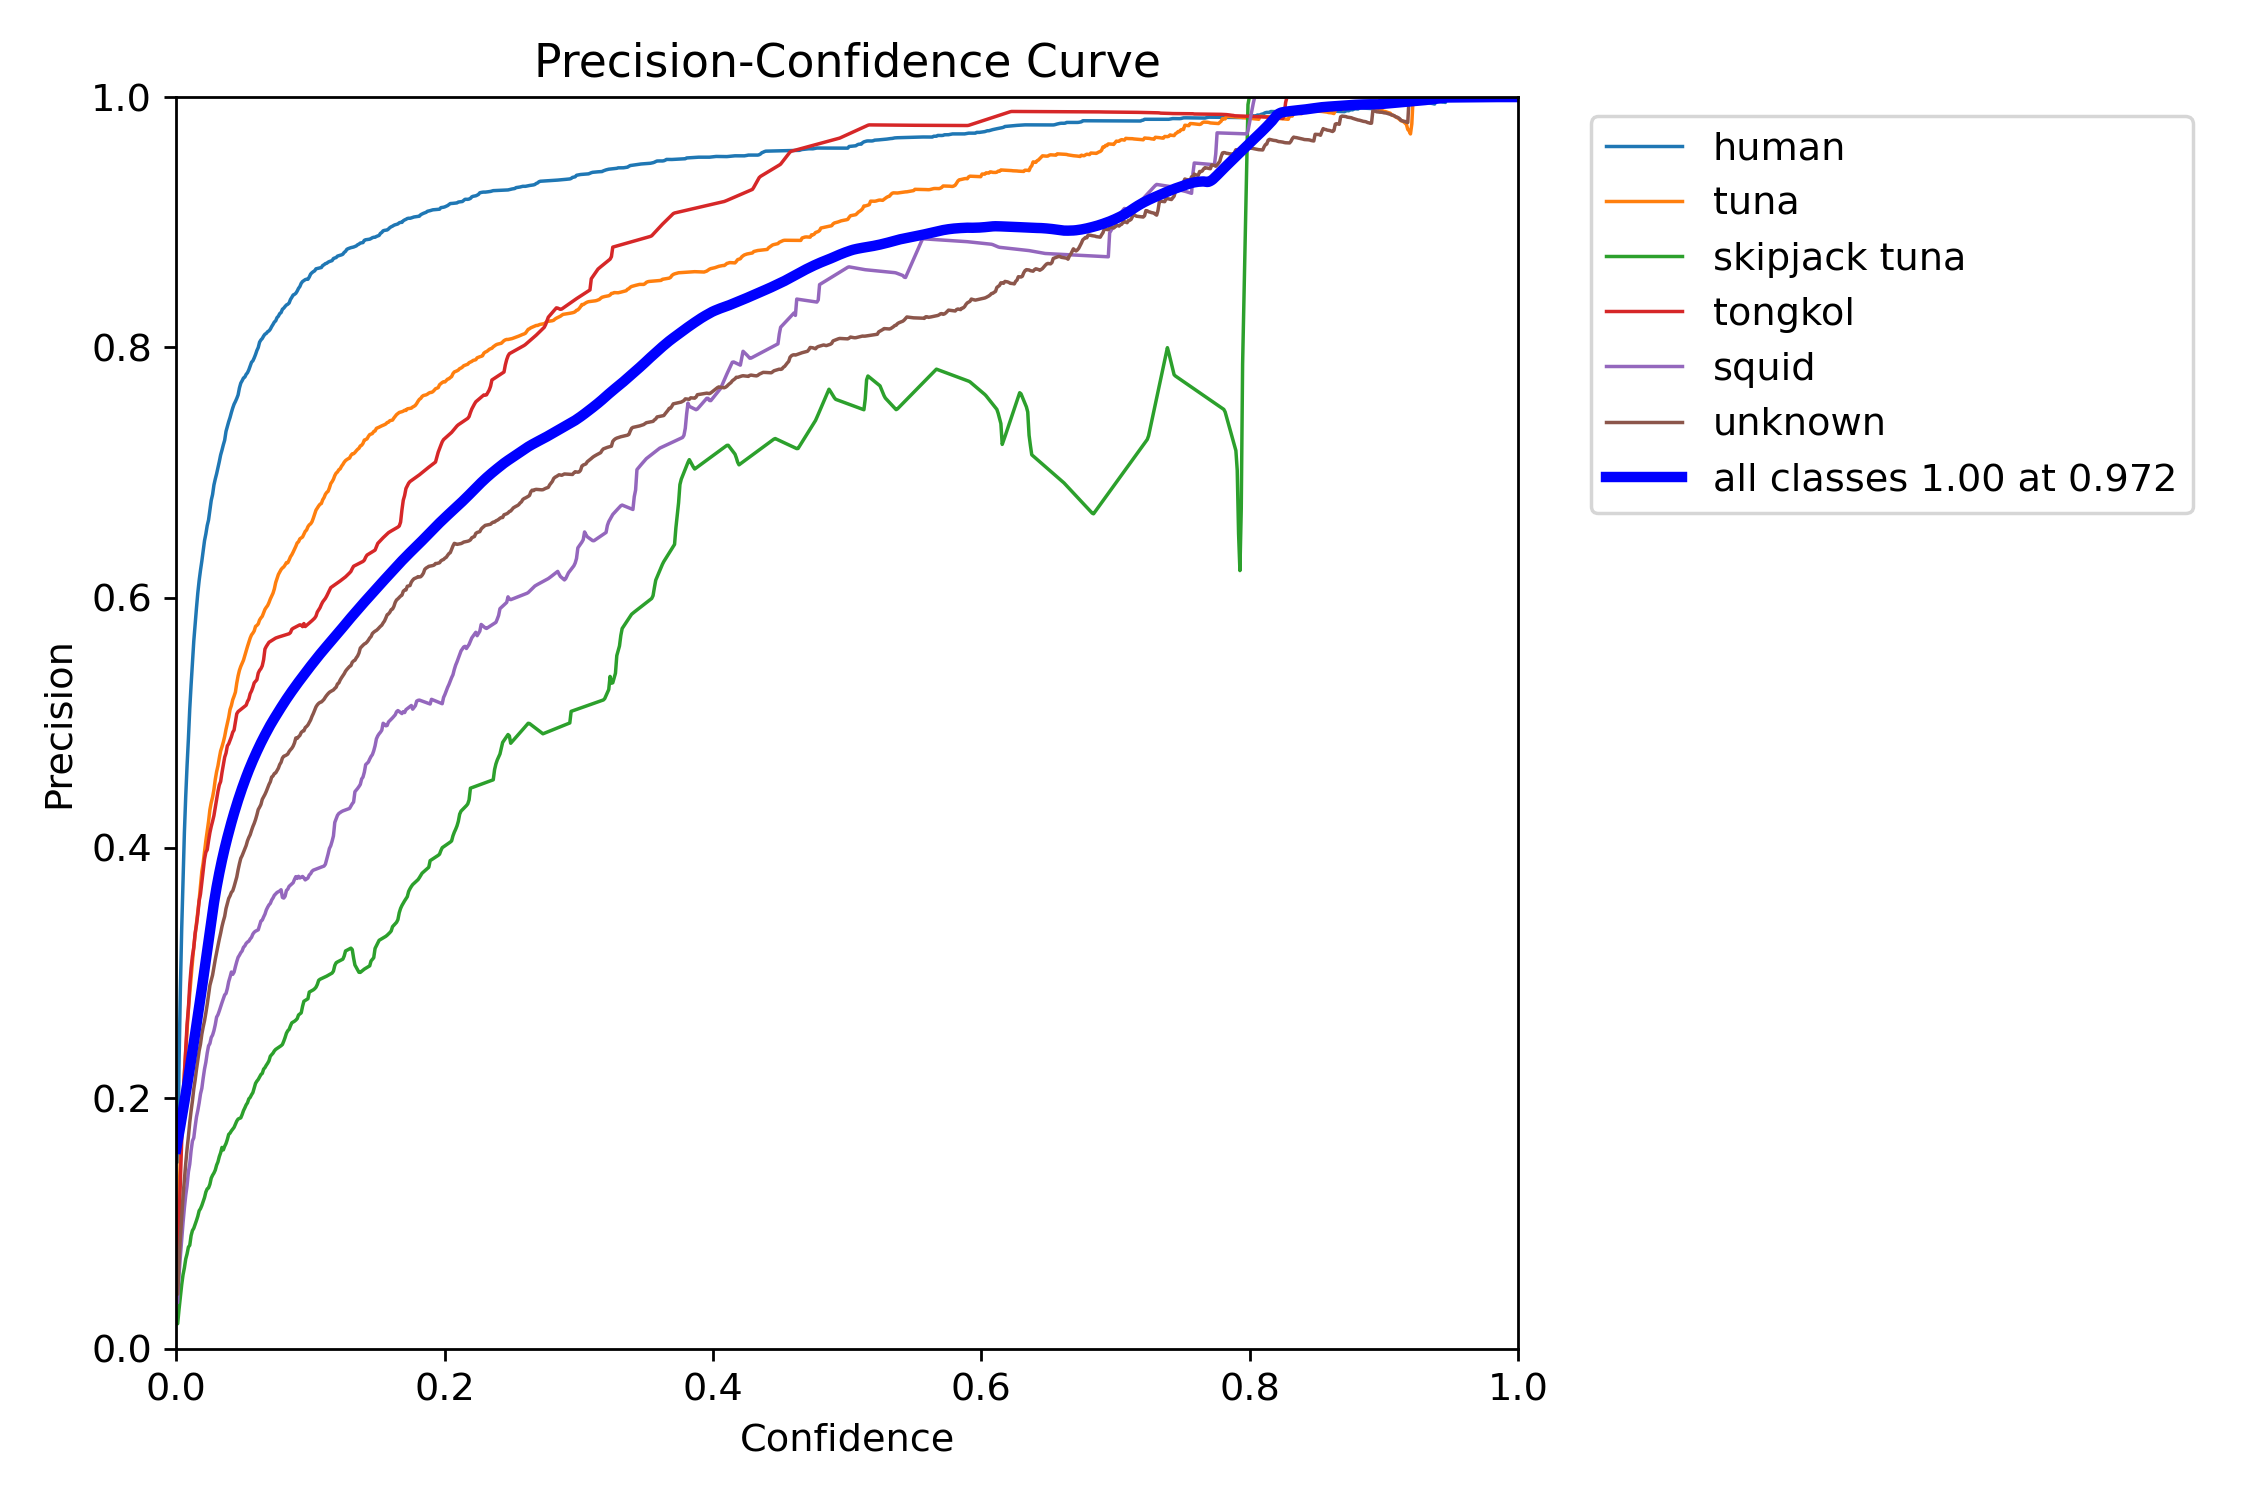 Precision-Confidence Curve
1.0
0.8
0.6
0.4
0.2
0.0
Precision
0.0 0.2 0.4 0.6 0.8 1.0
Confidence
human
tuna
skipjack tuna
tongkol
squid
unknown
all classes 1.00 at 0.972